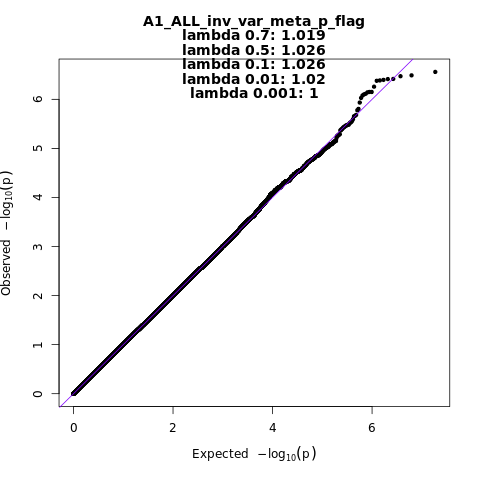 A1_ALL_inv_var_meta_p_flag
lambda 0.7: 1.019
lambda 0.5: 1.026
lambda 0.1: 1.026
lambda 0.01: 1.02
lambda 0.001: 1
Observed −log10(p)
6
5
4
3
2
1
0
0 2 4 6
Expected −log10(p)